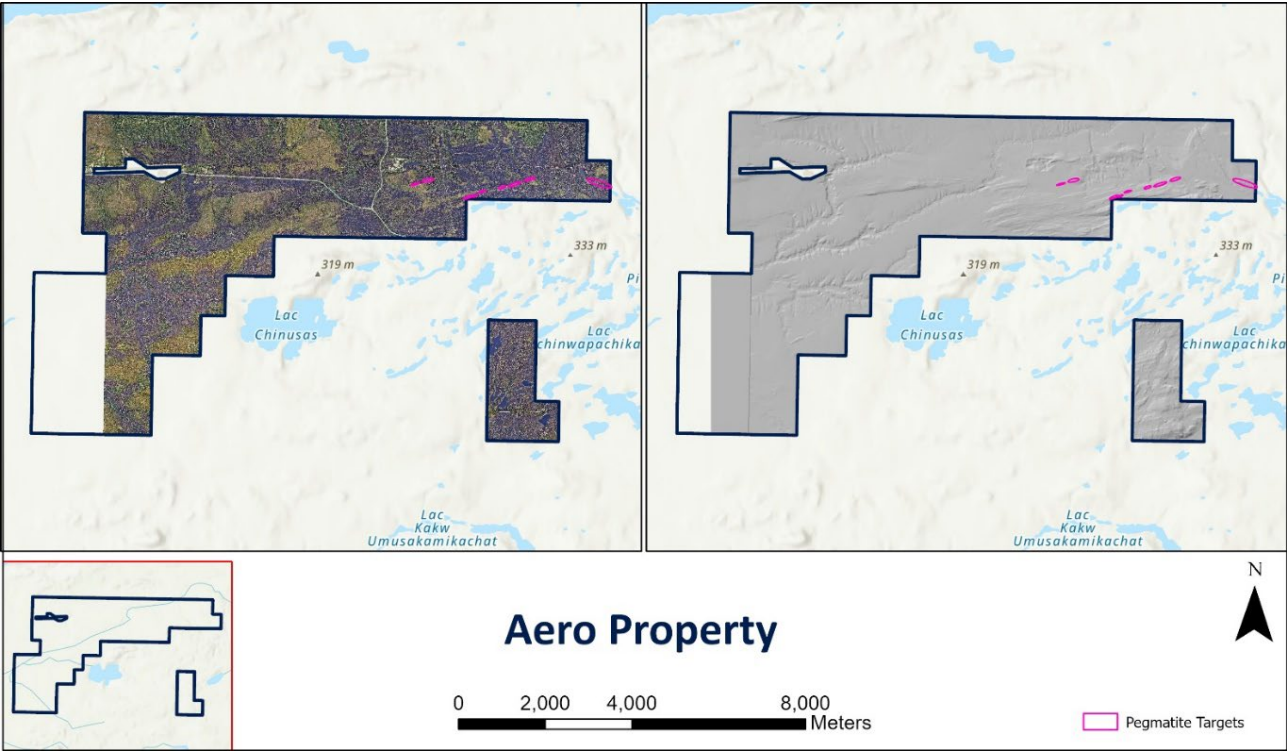 319 m
333 m
Pi
Lac
Chinusas
Lac
chinwapachika
Lac
Kakw
Umusakamikachat
319 m
333 m
Pi
Lac
Chinusas
Lac
chinwapachika
Lac
Kakw
Umusakamikachat
Aero Property
N
0 2,000 4,000 8,000
Meters
Pegmatite Targets